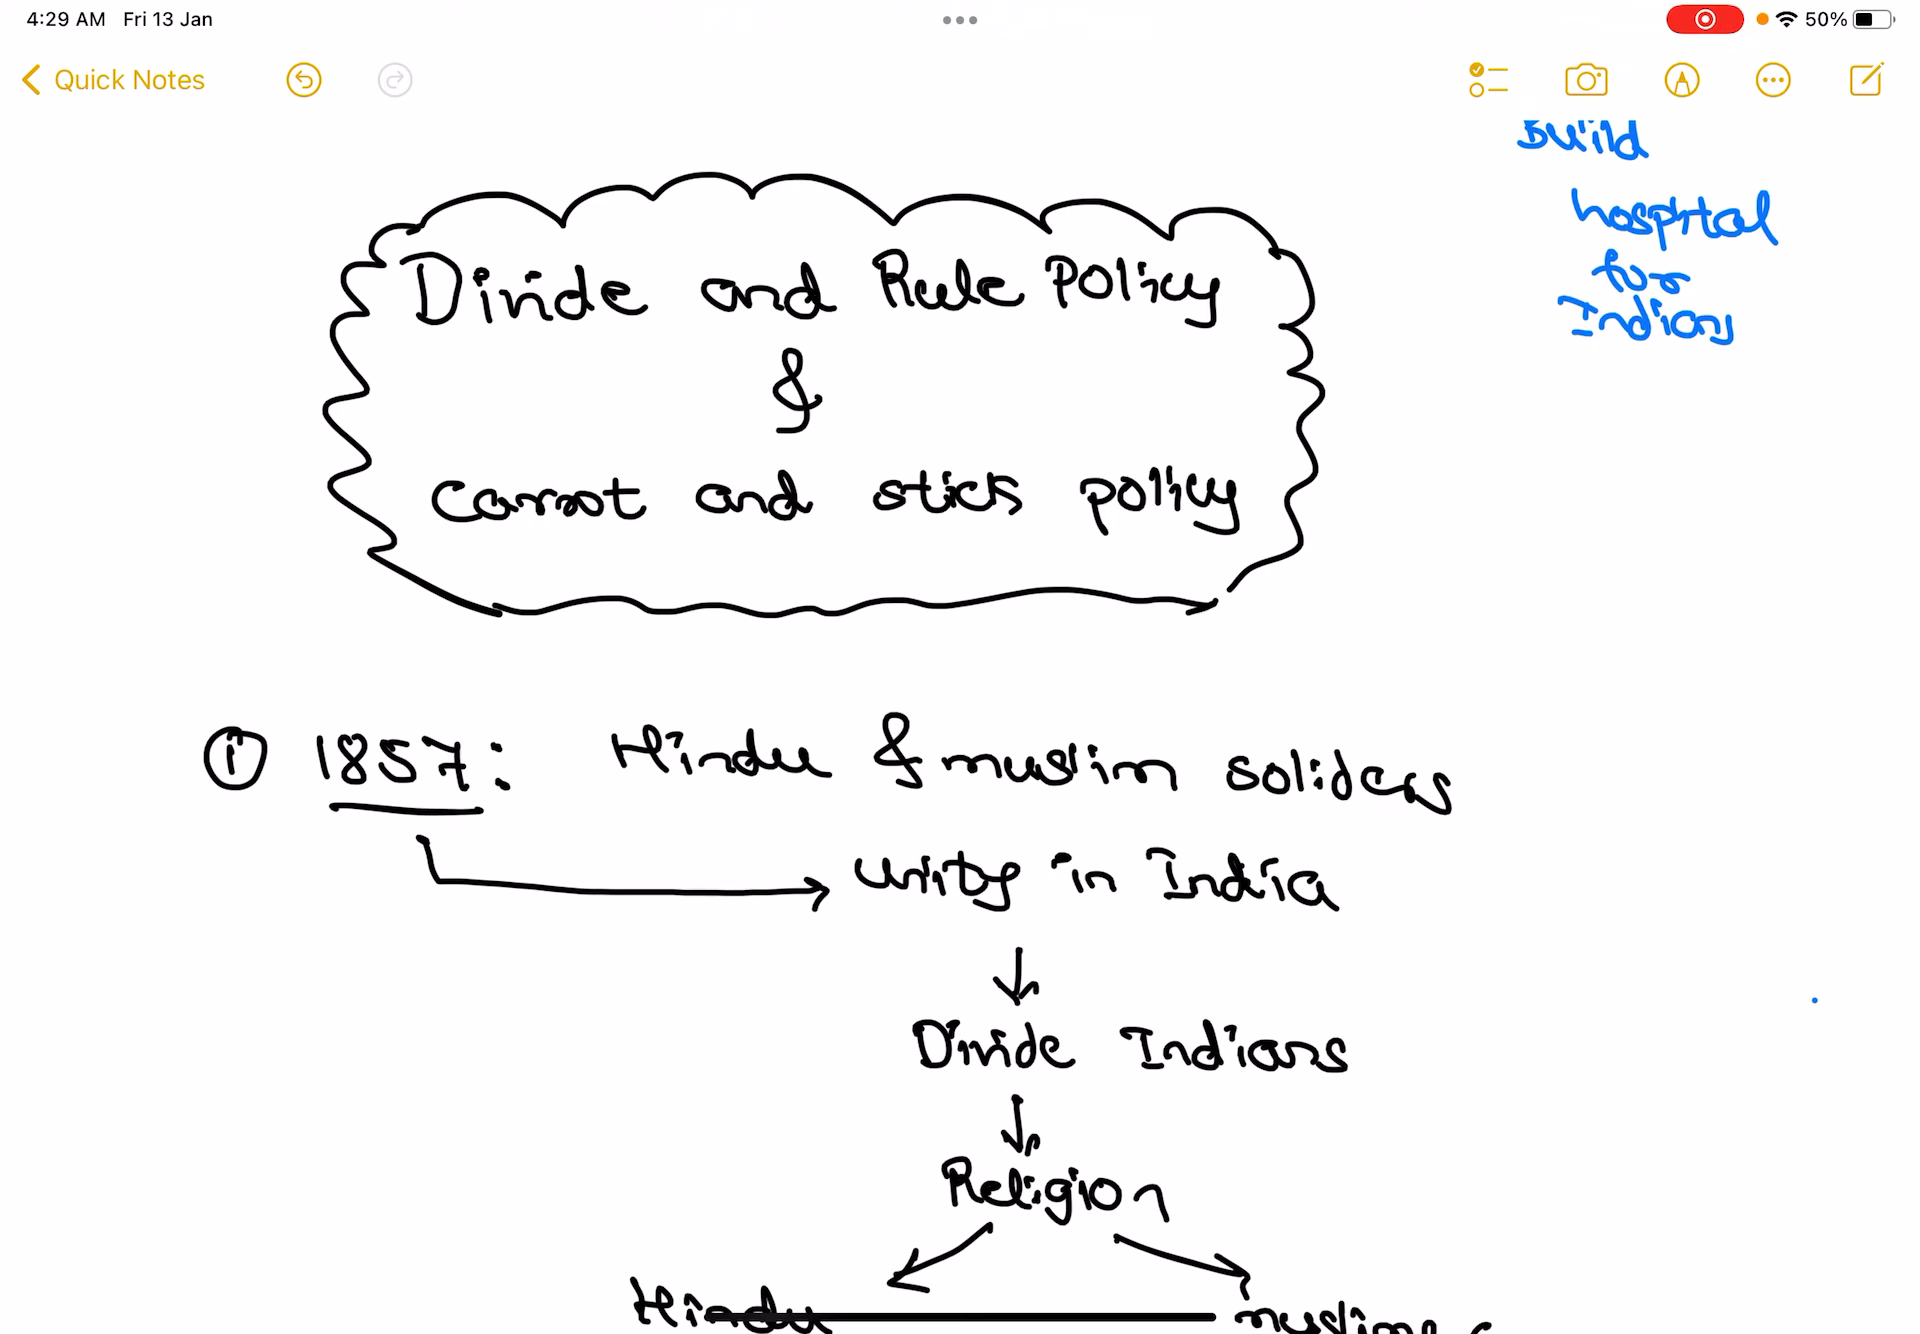 4:29 AM Fri 13 Jan
50%
Quick Notes
Build
hospital
for
Indians
Divide and Rule Policy
&
Carrot and stick policy
① 1857: Hindu & muslim soliders
unity in India
Divide Indians
Religion
Hindu muslims